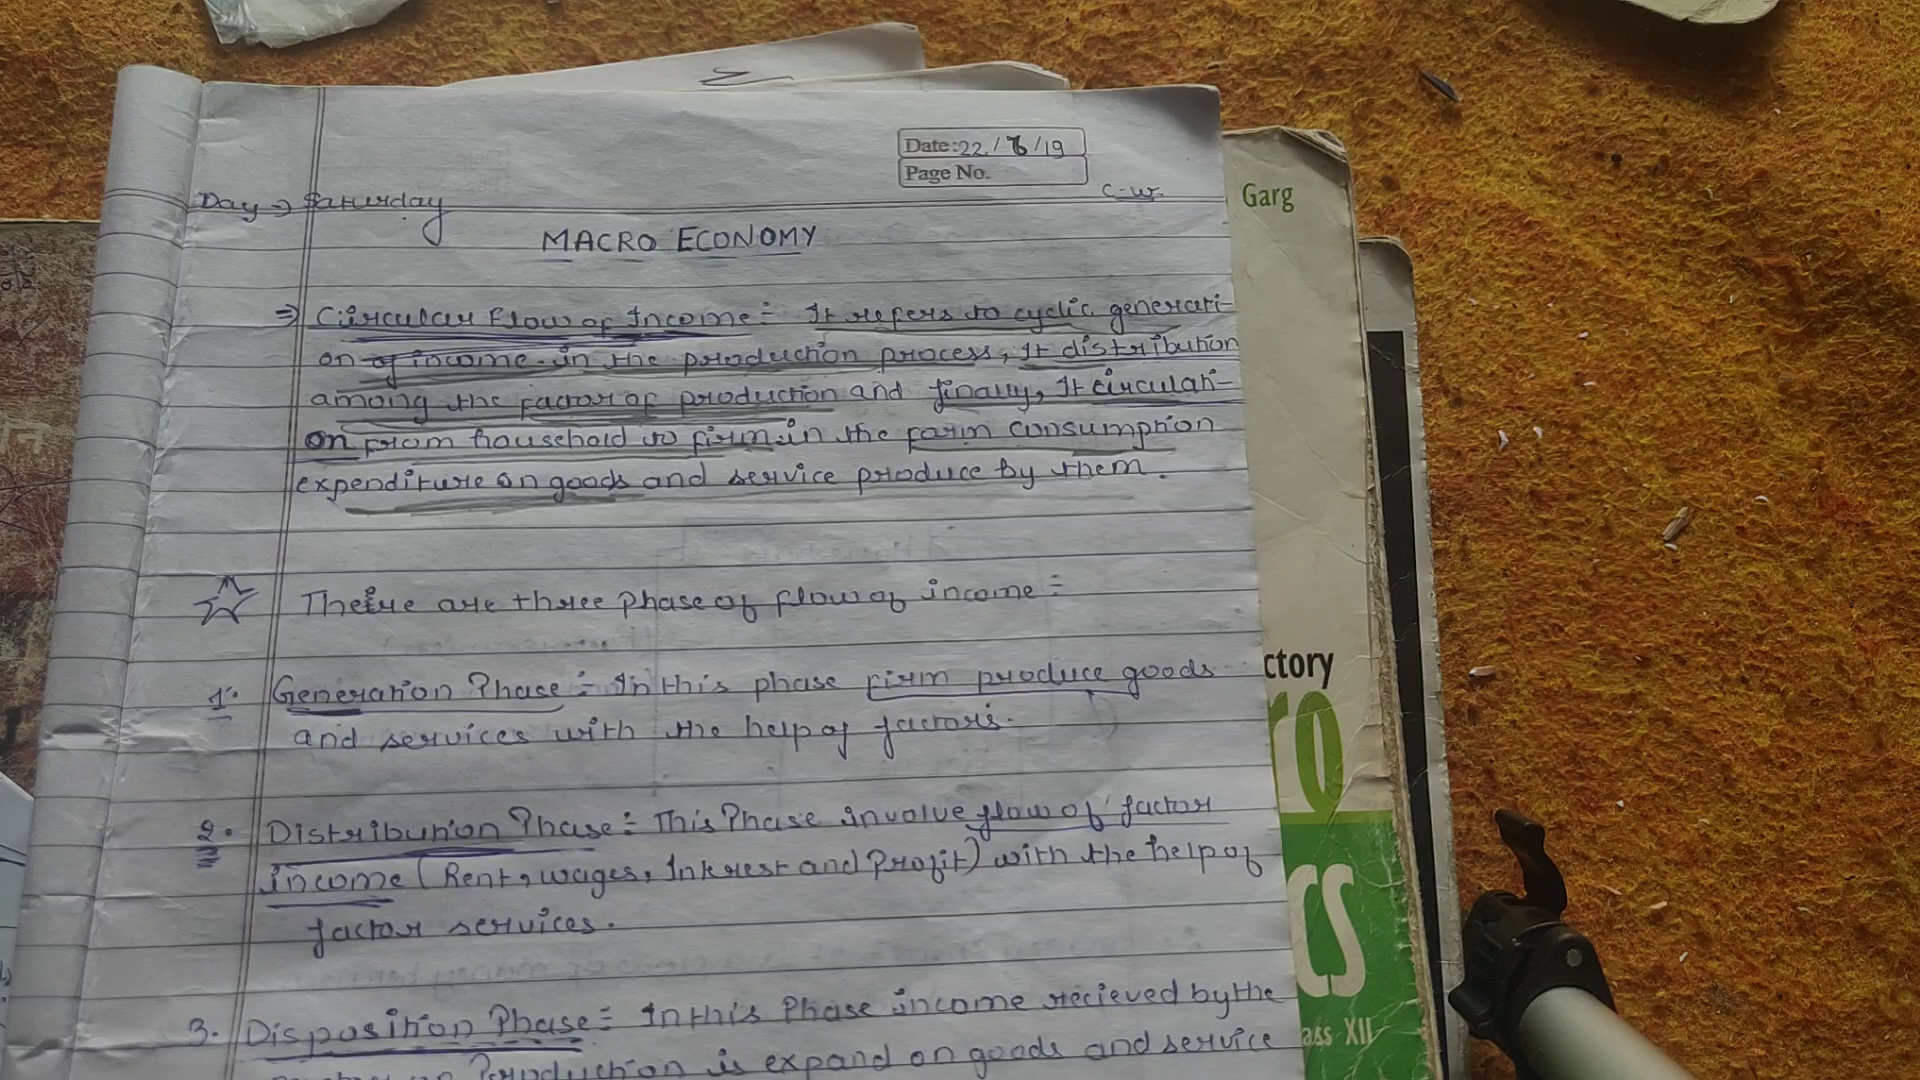 Date: 22/6/19
Page No.
Day → Saturday
C-W.
MACRO ECONOMY
⇒ Circular Flow of Income = It refers to cyclic generati-
on of income in the production process, It distribution
among the factor of production and finally, It circulati-
on from household to firm in the form consumption
expenditure on goods and service produce by them.
☆ There are three phase of flow of income =
1. Generation Phase = In this phase firm produce goods
and services with the help of factors.
2. Distribution Phase = This Phase involve flow of factor
income (Rent, wages, Interest and Profit) with the help of
factor services.
3. Disposition Phase = In this Phase income recieved by the
Production is expand on goods and service
Garg
ctory
ro
cs
ass XII